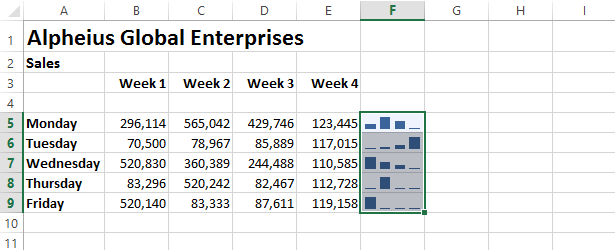 A B C D E F G H I
1 Alpheius Global Enterprises
2 Sales
3 Week 1 Week 2 Week 3 Week 4
4
5 Monday 296,114 565,042 429,746 123,445
6 Tuesday 70,500 78,967 85,889 117,015
7 Wednesday 520,830 360,389 244,488 110,585
8 Thursday 83,296 520,242 82,467 112,728
9 Friday 520,140 83,333 87,611 119,158
10
11